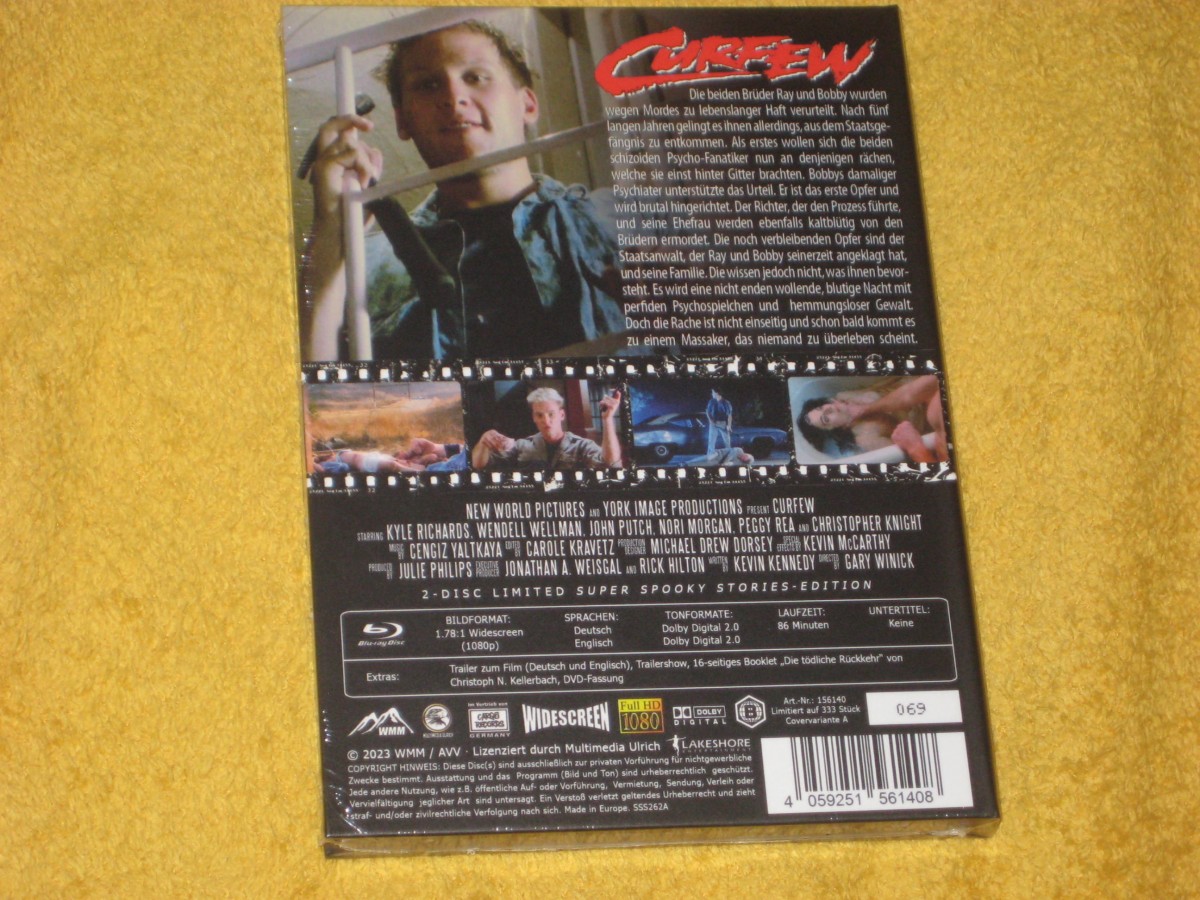 CURFEW
Die beiden Brüder Ray und Bobby wurden
wegen Mordes zu lebenslanger Haft verurteilt. Nach fünf
langen Jahren gelingt es ihnen allerdings, aus dem Staatsge-
fängnis zu entkommen. Als erstes wollen sich die beiden
schizoiden Psycho-Fanatiker nun an denjenigen rächen,
welche sie einst hinter Gitter brachten. Bobbys damaliger
Psychiater unterstützte das Urteil. Er ist das erste Opfer und
wird brutal hingerichtet. Der Richter, der den Prozess führte,
und seine Ehefrau werden ebenfalls kaltblütig von den
Brüdern ermordet. Die noch verbleibenden Opfer sind der
Staatsanwalt, der Ray und Bobby seinerzeit angeklagt hat,
und seine Familie. Die wissen jedoch nicht, was ihnen bevor-
steht. Es wird eine nicht enden wollende, blutige Nacht mit
perfiden Psychospielchen und hemmungsloser Gewalt.
Doch die Rache ist nicht einseitig und schon bald kommt es
zu einem Massaker, das niemand zu überleben scheint.
NEW WORLD PICTURES AND YORK IMAGE PRODUCTIONS PRESENT CURFEW
STARRING KYLE RICHARDS, WENDELL WELLMAN, JOHN PUTCH, NORI MORGAN, PEGGY REA AND CHRISTOPHER KNIGHT
MUSIC BY CENGIZ YALTKAYA EDITED BY CAROLE KRAVETZ PRODUCTION DESIGNER MICHAEL DREW DORSEY SPECIAL EFFECTS BY KEVIN McCARTHY
PRODUCED BY JULIE PHILIPS EXECUTIVE PRODUCER JONATHAN A. WEISGAL AND RICK HILTON WRITTEN BY KEVIN KENNEDY DIRECTED BY GARY WINICK
2-DISC LIMITED SUPER SPOOKY STORIES-EDITION
Blu-ray Disc
BILDFORMAT:
1.78:1 Widescreen
(1080p)
SPRACHEN:
Deutsch
Englisch
TONFORMATE:
Dolby Digital 2.0
Dolby Digital 2.0
LAUFZEIT:
86 Minuten
UNTERTITEL:
Keine
Extras:
Trailer zum Film (Deutsch und Englisch), Trailershow, 16-seitiges Booklet „Die tödliche Rückkehr“ von
Christoph N. Kellerbach, DVD-Fassung
WMM
Im Vertrieb von
CARGO RECORDS
GERMANY
WIDESCREEN
Full HD
1080
DOLBY
DIGITAL
Art.-Nr.: 156140
Limitiert auf 333 Stück
Covervariante A
069
© 2023 WMM / AVV · Lizenziert durch Multimedia Ulrich
LAKESHORE
ENTERTAINMENT
COPYRIGHT HINWEIS: Diese Disc(s) sind ausschließlich zur privaten Vorführung für nichtgewerbliche
Zwecke bestimmt. Ausstattung und das Programm (Bild und Ton) sind urheberrechtlich geschützt.
Jede andere Nutzung, wie z.B. öffentliche Auf- oder Vorführung, Vermietung, Sendung, Verleih oder
Vervielfältigung jeglicher Art sind untersagt. Ein Verstoß verletzt geltendes Urheberrecht und zieht
straf- und/oder zivilrechtliche Verfolgung nach sich. Made in Europe. SSS262A
4 059251 561408